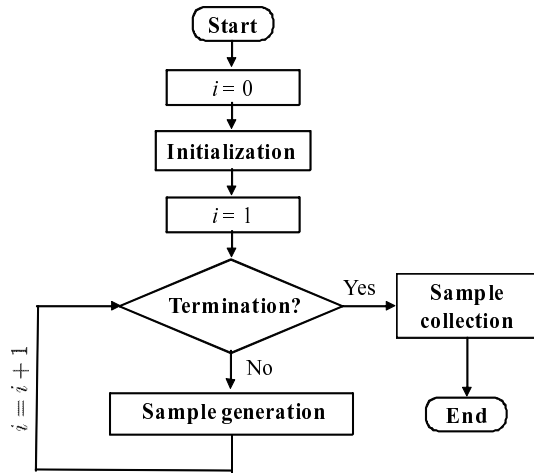 Start
i = 0
Initialization
i = 1
Termination?
Yes
Sample
collection
No
i = i + 1
Sample generation
End